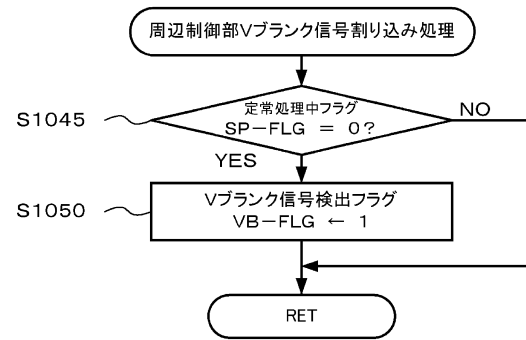 周辺制御部Vブランク信号割り込み処理
S1045
定常処理中フラグ
SP－FLG ＝ 0？
NO
YES
S1050
Vブランク信号検出フラグ
VB－FLG ← 1
RET